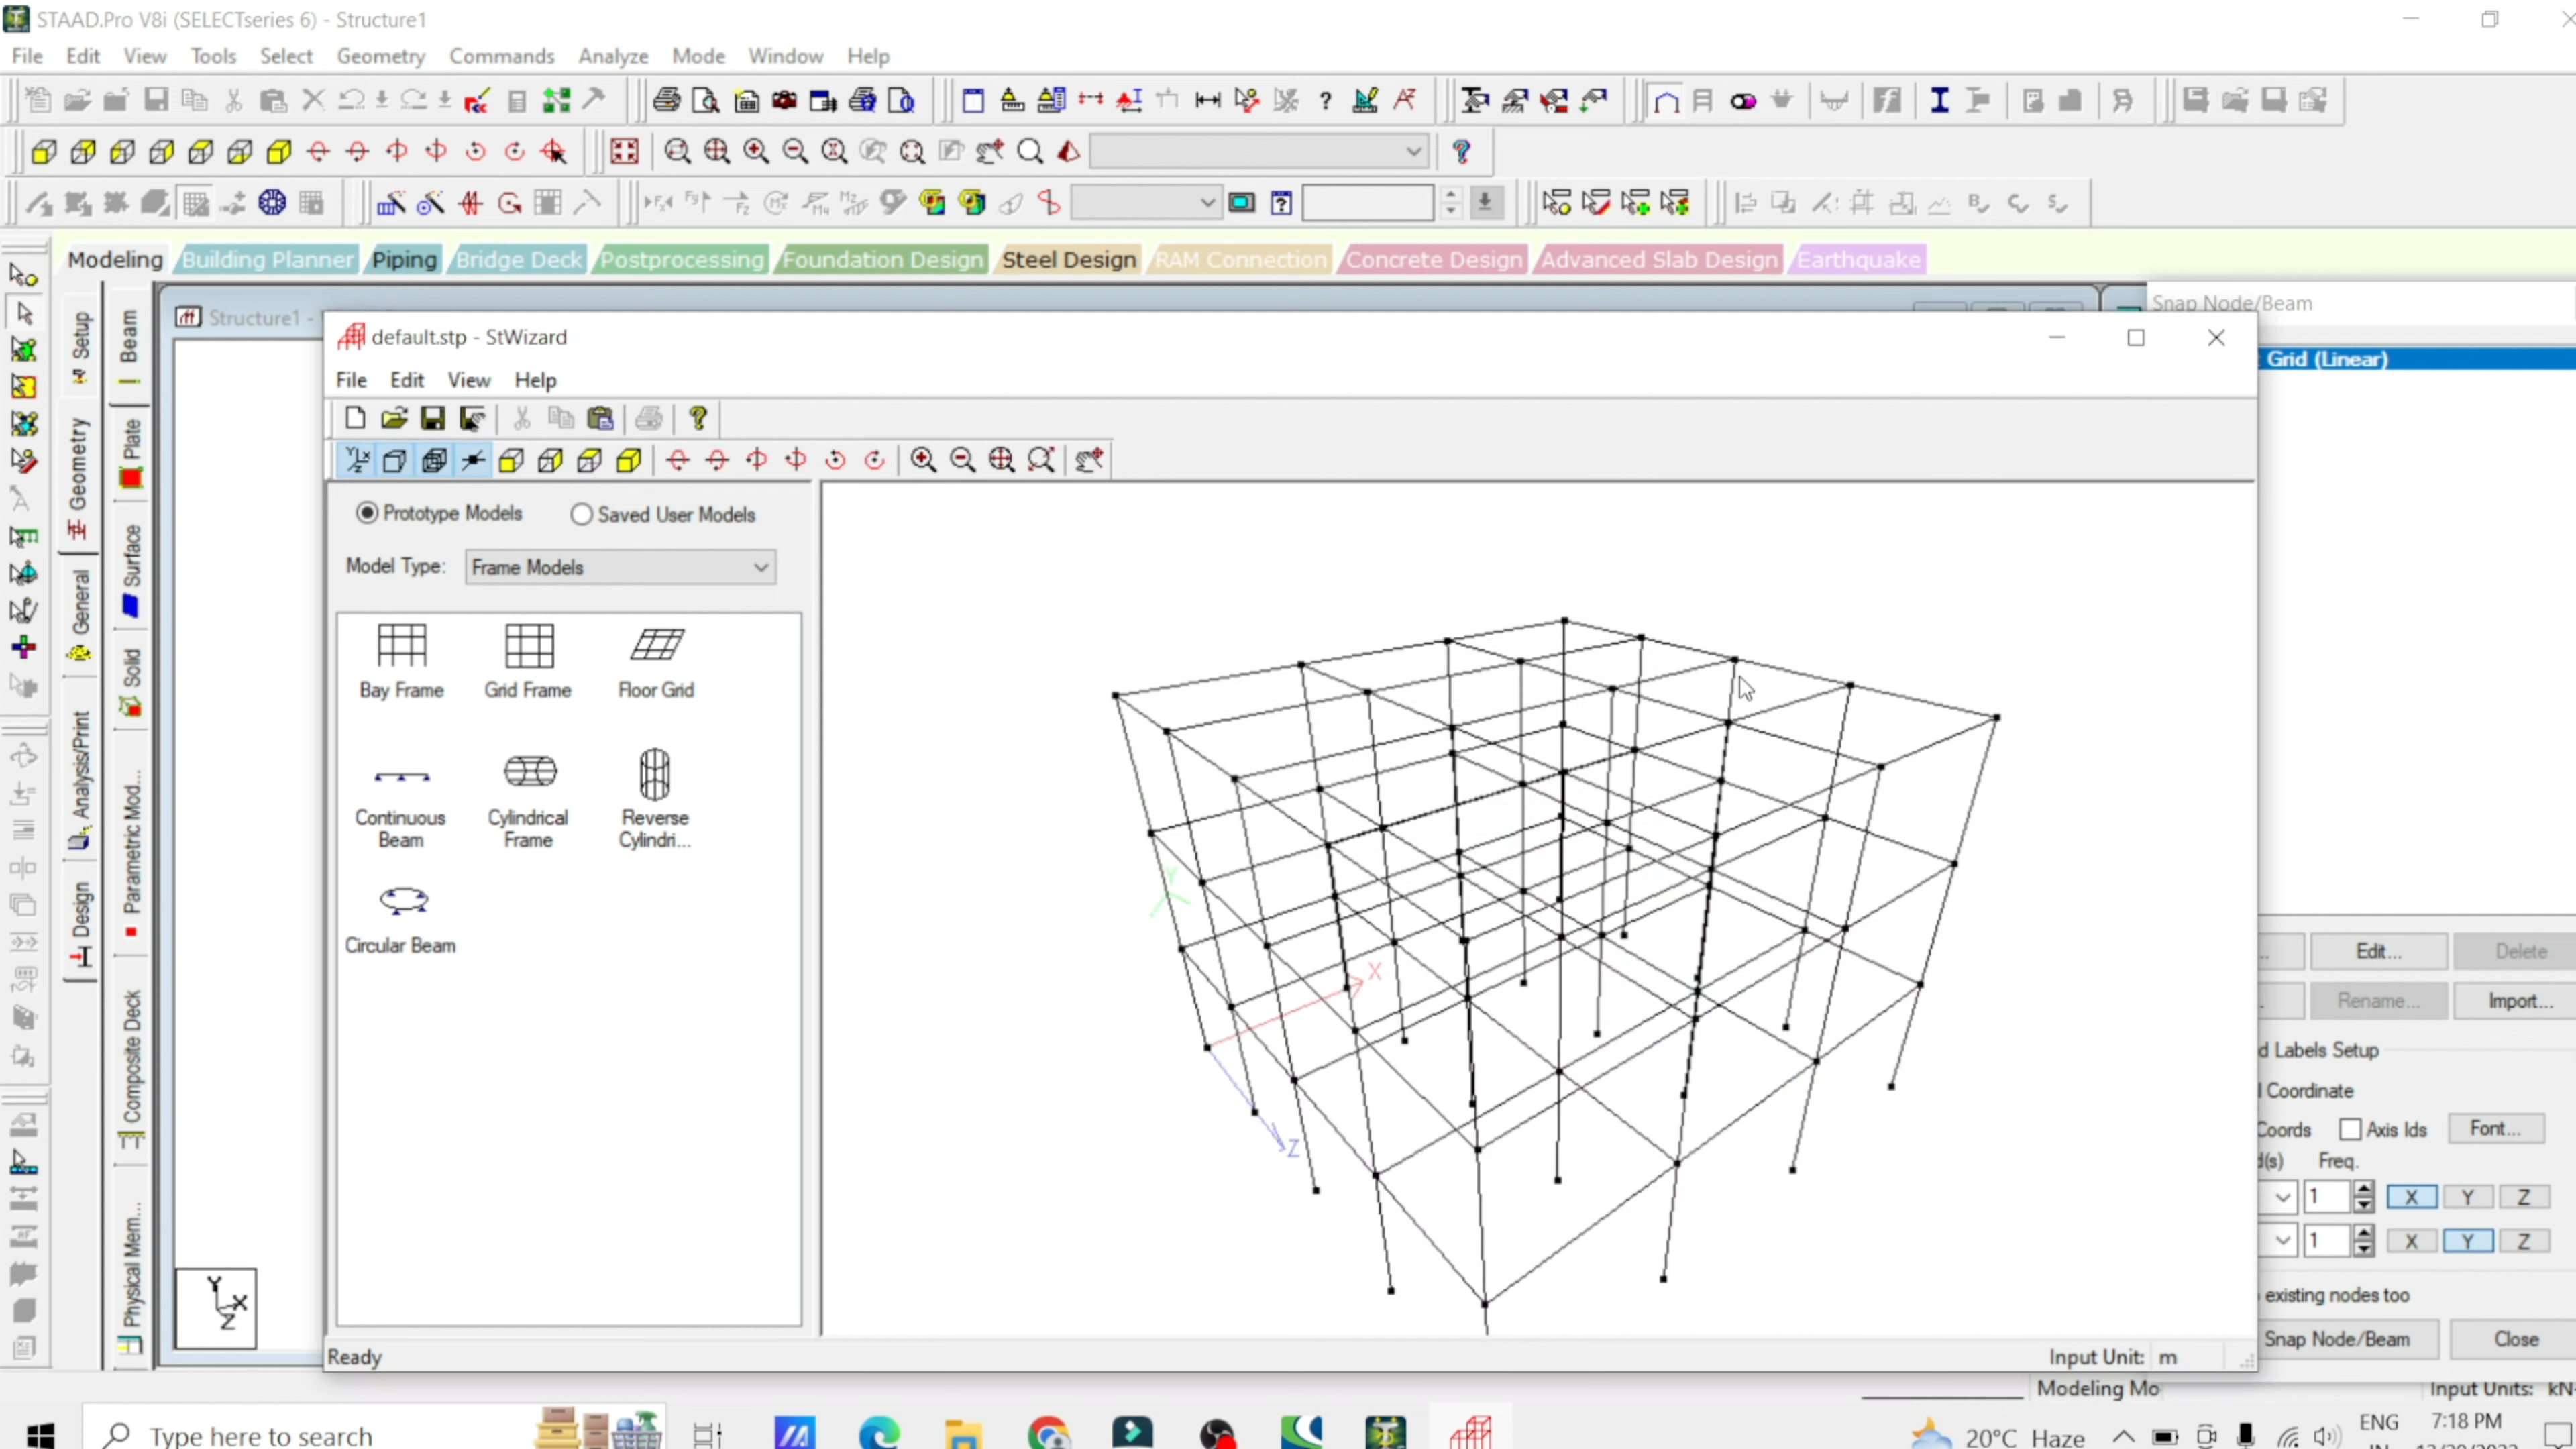 STAAD.Pro V8i (SELECTseries 6) - Structure1
File Edit View Tools Select Geometry Commands Analyze Mode Window Help
Modeling Building Planner Piping Bridge Deck Postprocessing Foundation Design Steel Design RAM Connection Concrete Design Advanced Slab Design Earthquake
Setup
Geometry
General
Analysis/Print
Design
Beam
Plate
Surface
Solid
Parametric Mod...
Composite Deck
Physical Mem...
Structure1 -
Snap Node/Beam
default.stp - StWizard
Grid (Linear)
File Edit View Help
Prototype Models Saved User Models
Model Type: Frame Models
Bay Frame Grid Frame Floor Grid
Continuous Beam
Cylindrical Frame
Reverse Cylindri...
Circular Beam
Y
X
Z
Y
X
Z
Edit... Delete
Rename... Import...
d Labels Setup
Coordinate
Coords Axis Ids Font...
d(s) Freq.
1 X Y Z
1 X Y Z
existing nodes too
Snap Node/Beam Close
Ready Input Unit: m
Modeling Mo Input Units: kN-
Type here to search
20°C Haze
ENG
7:18 PM